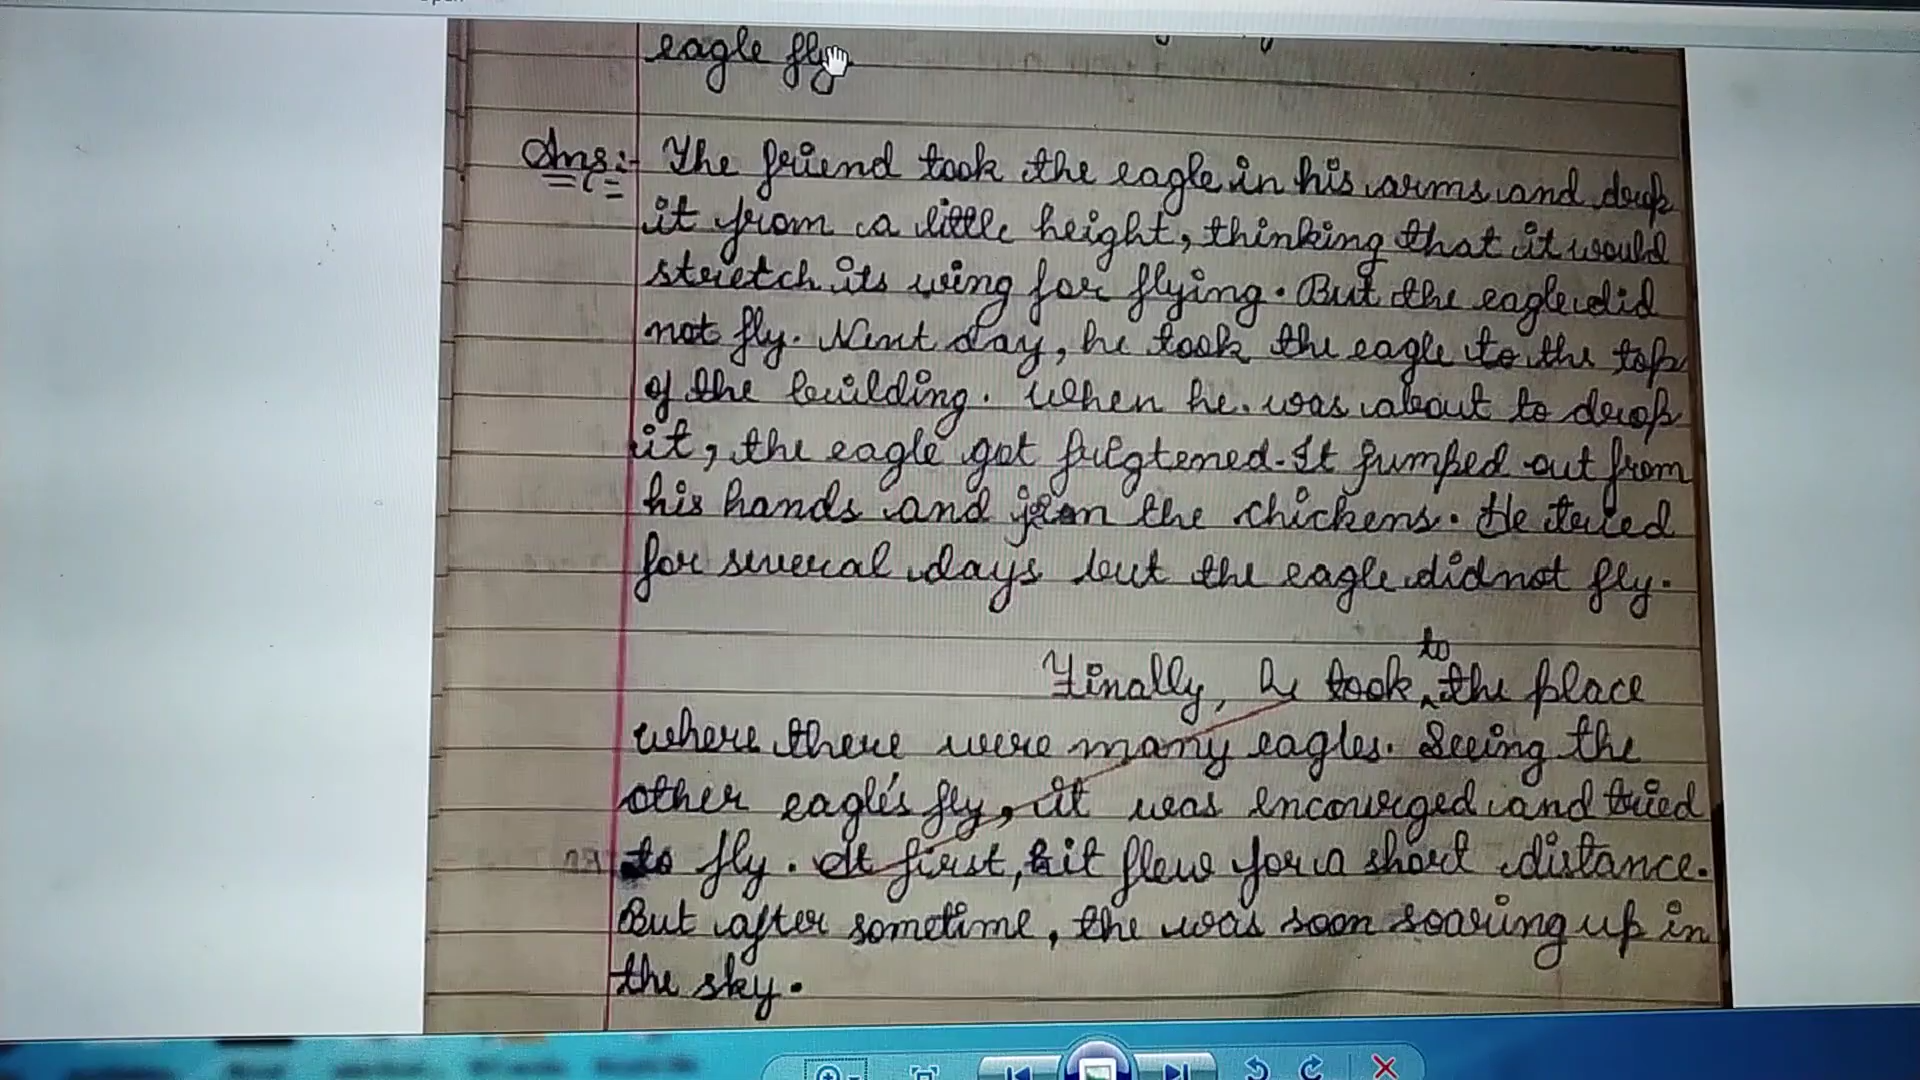 eagle fly
Ans:- The friend took the eagle in his arms and drop
it from a little height, thinking that it would
stretch its wing for flying. But the eagle did
not fly. Next day, he took the eagle to the top
of the building. When he was about to drop
it, the eagle got frigtened. It jumped out from
his hands and join the chickens. He tried
for several days but the eagle did not fly.
Finally, he took to the place
where there were many eagles. Seeing the
other eagle's fly, it was encourged and tried
to fly. At first, it flew for a short distance.
But after sometime, the was soon soaring up in
the sky.